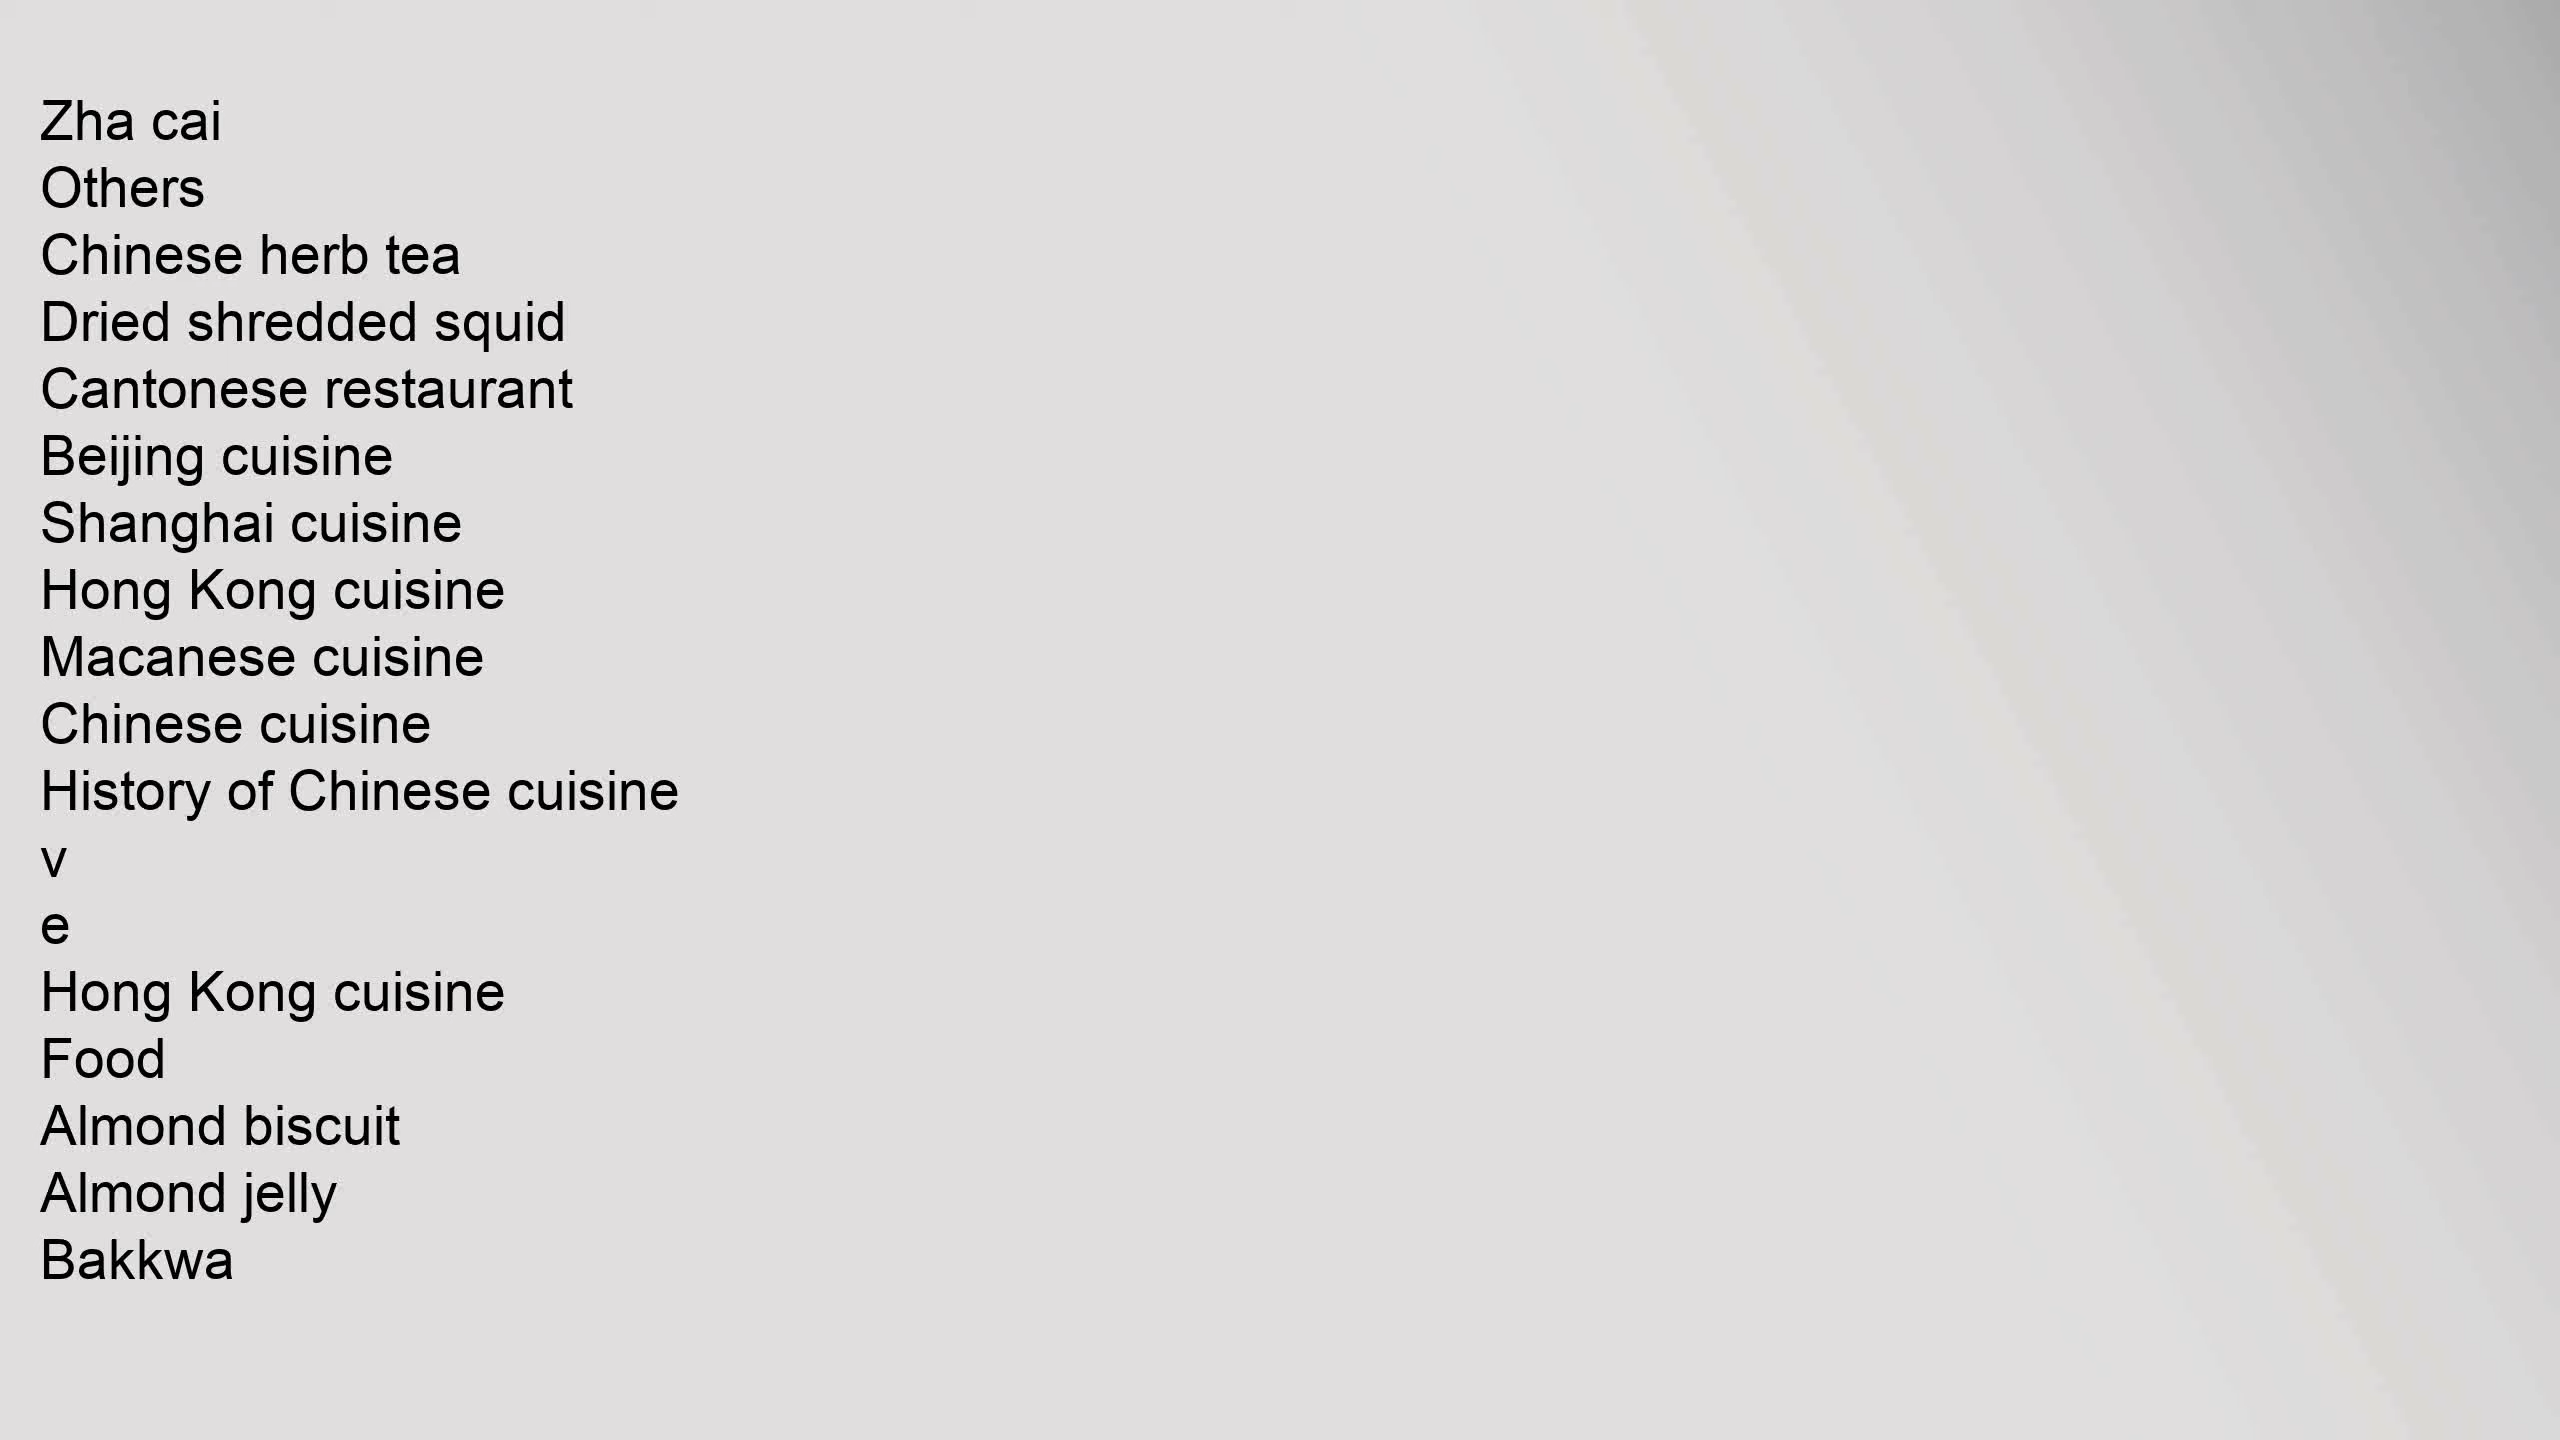 Zha cai
Others
Chinese herb tea
Dried shredded squid
Cantonese restaurant
Beijing cuisine
Shanghai cuisine
Hong Kong cuisine
Macanese cuisine
Chinese cuisine
History of Chinese cuisine
v
e
Hong Kong cuisine
Food
Almond biscuit
Almond jelly
Bakkwa